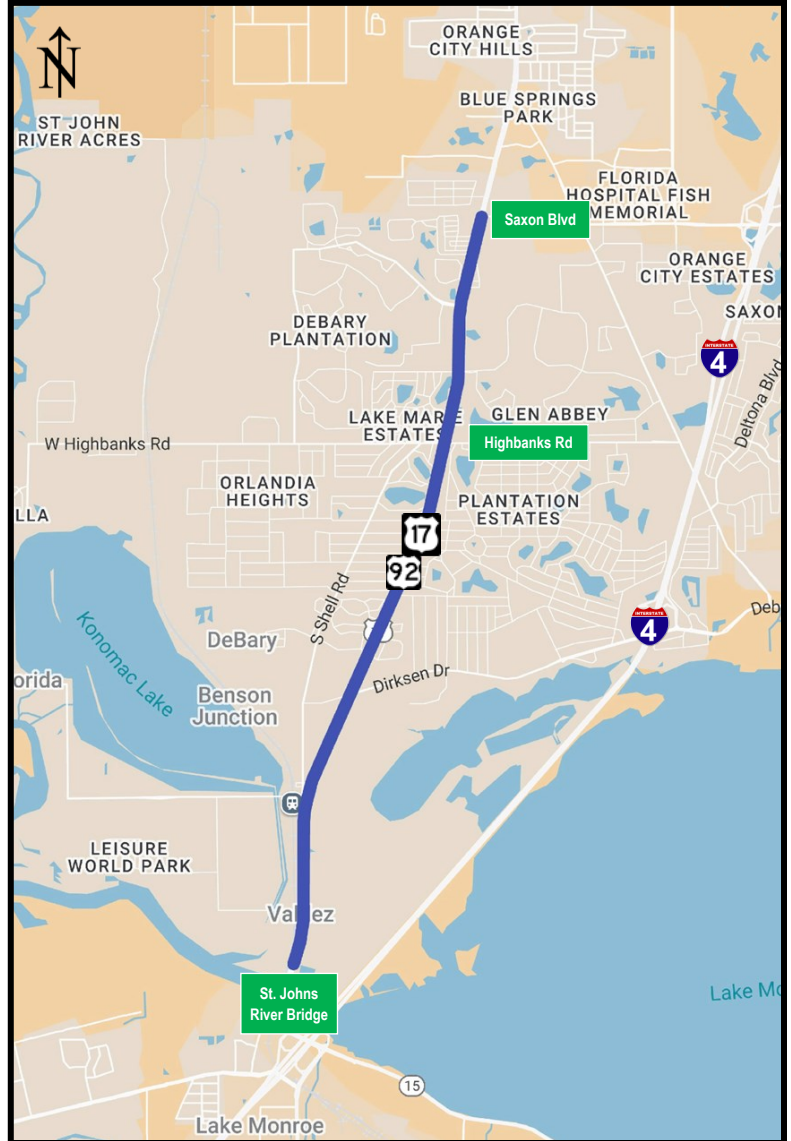 ORANGE
CITY HILLS
N
BLUE SPRINGS
PARK
ST JOHN
RIVER ACRES
FLORIDA
HOSPITAL FISH
MEMORIAL
Saxon Blvd
ORANGE
CITY ESTATES
SAXON
DEBARY
PLANTATION
INTERSTATE
4
Deltona Blvd
LAKE MARIE
ESTATES
GLEN ABBEY
W Highbanks Rd
Highbanks Rd
ORLANDIA
HEIGHTS
PLANTATION
ESTATES
LLA
17
92
S Shell Rd
INTERSTATE
4
Deb
Konomac Lake
DeBary
Dirksen Dr
orida
Benson
Junction
LEISURE
WORLD PARK
Valdez
St. Johns
River Bridge
Lake Mo
15
Lake Monroe